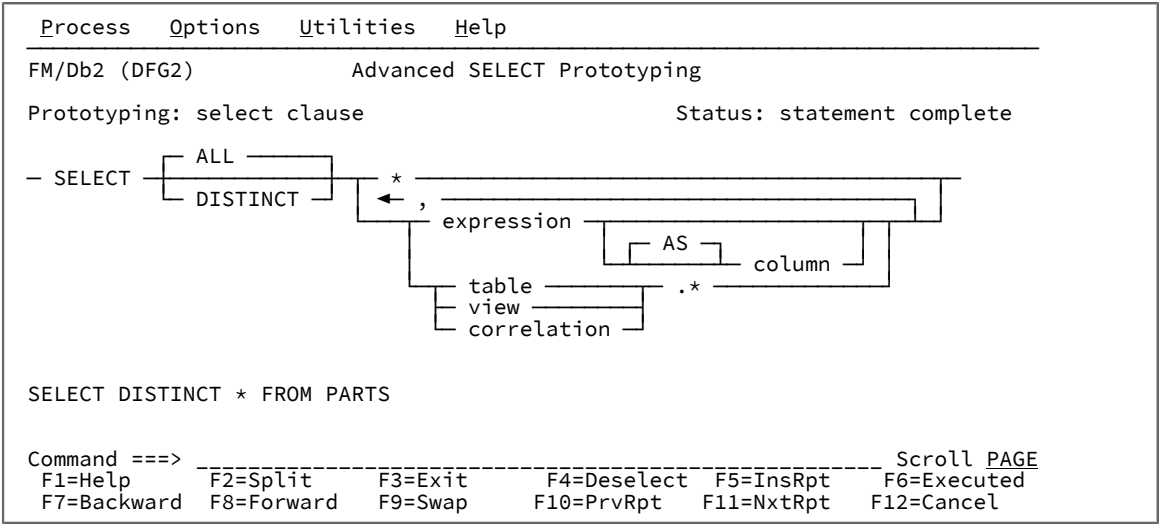 Process Options Utilities Help
FM/Db2 (DFG2) Advanced SELECT Prototyping
Prototyping: select clause Status: statement complete
ALL
SELECT *
DISTINCT ,
expression
AS
column
table .*
view
correlation
SELECT DISTINCT * FROM PARTS
Command ===> Scroll PAGE
F1=Help F2=Split F3=Exit F4=Deselect F5=InsRpt F6=Executed
F7=Backward F8=Forward F9=Swap F10=PrvRpt F11=NxtRpt F12=Cancel